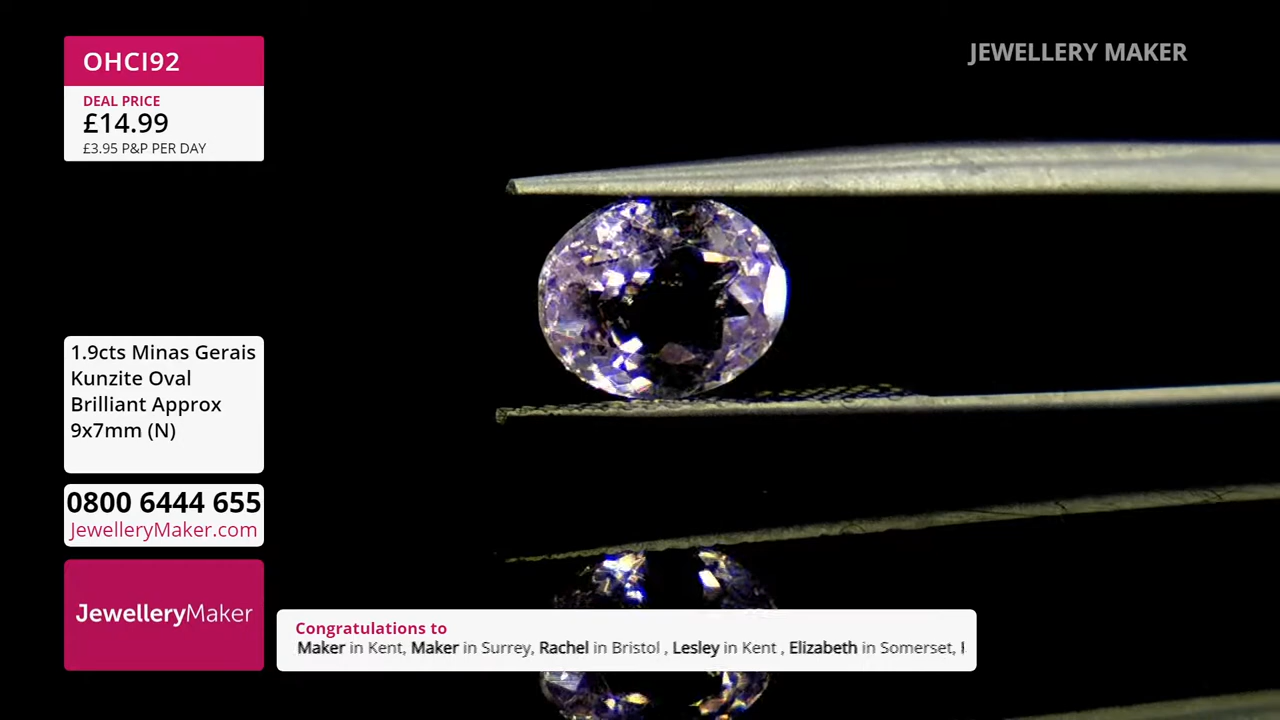 OHCI92
DEAL PRICE
£14.99
£3.95 P&P PER DAY
JEWELLERY MAKER
1.9cts Minas Gerais
Kunzite Oval
Brilliant Approx
9x7mm (N)
0800 6444 655
JewelleryMaker.com
JewelleryMaker
Congratulations to
Maker in Kent, Maker in Surrey, Rachel in Bristol , Lesley in Kent , Elizabeth in Somerset,